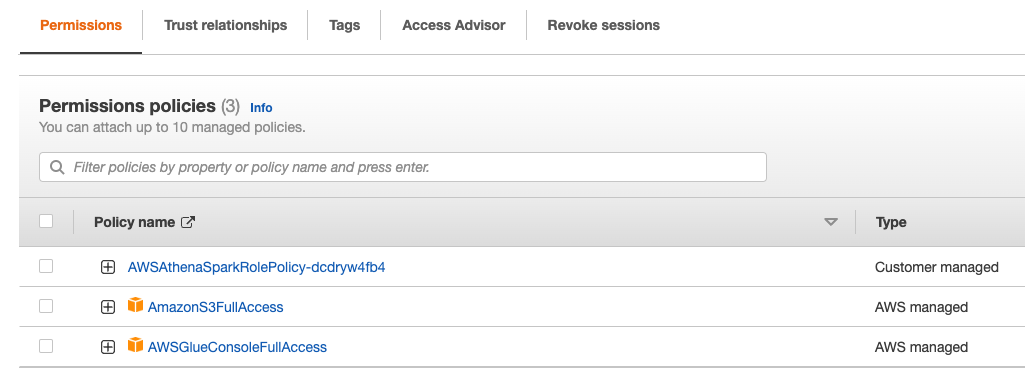 Permissions Trust relationships Tags Access Advisor Revoke sessions
Permissions policies (3) Info
You can attach up to 10 managed policies.
Filter policies by property or policy name and press enter.
Policy name Type
AWSAthenaSparkRolePolicy-dcdryw4fb4 Customer managed
AmazonS3FullAccess AWS managed
AWSGlueConsoleFullAccess AWS managed